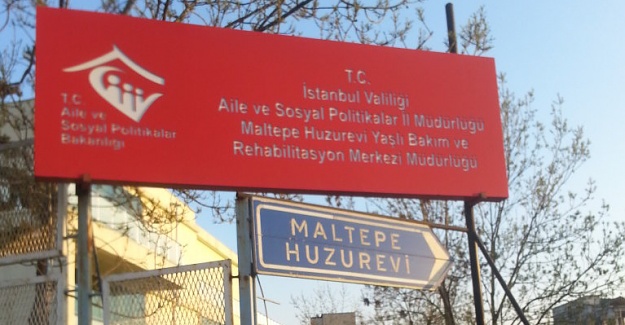 T.C.
Aile ve
Sosyal Politikalar
Bakanlığı
T.C.
İstanbul Valiliği
Aile ve Sosyal Politikalar İl Müdürlüğü
Maltepe Huzurevi Yaşlı Bakım ve
Rehabilitasyon Merkezi Müdürlüğü
MALTEPE
HUZUREVİ